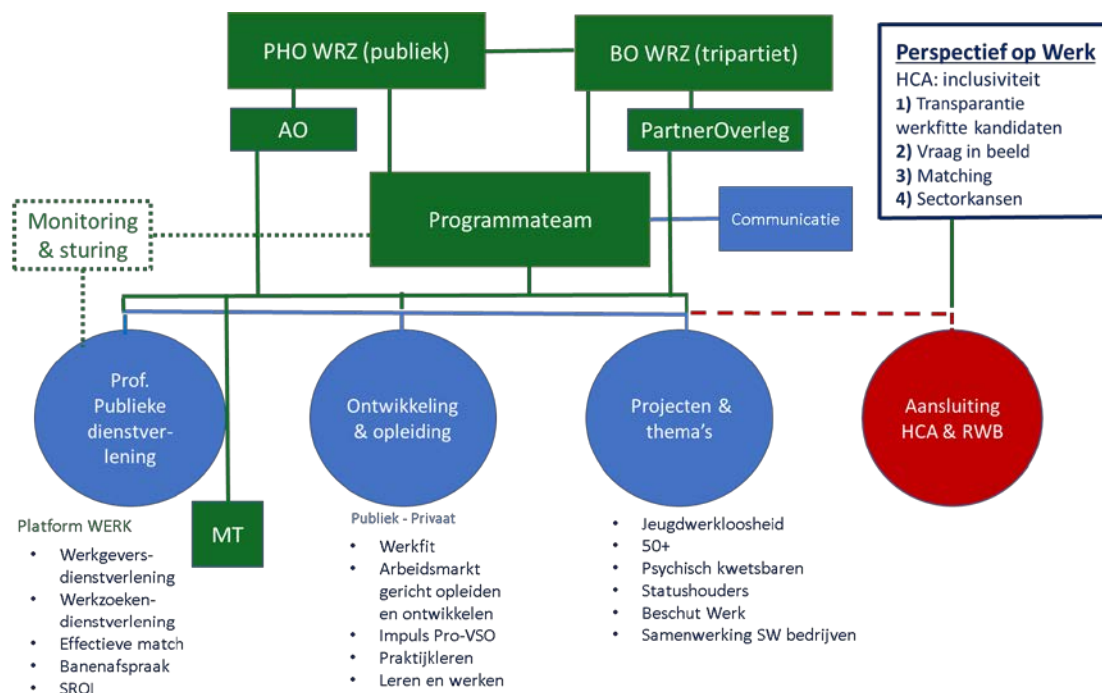 PHO WRZ (publiek)
BO WRZ (tripartiet)
Perspectief op Werk
HCA: inclusiviteit
1) Transparantie
werkfitte kandidaten
2) Vraag in beeld
3) Matching
4) Sectorkansen
AO
PartnerOverleg
Monitoring
& sturing
Programmateam
Communicatie
Prof.
Publieke
dienstver-
lening
Ontwikkeling
& opleiding
Projecten &
thema's
Aansluiting
HCA & RWB
MT
Platform WERK
• Werkgevers-
dienstverlening
• Werkzoeken-
dienstverlening
• Effectieve match
• Banenafspraak
• SROI
Publiek - Privaat
• Werkfit
• Arbeidsmarkt
gericht opleiden
en ontwikkelen
• Impuls Pro-VSO
• Praktijkleren
• Leren en werken
• Jeugdwerkloosheid
• 50+
• Psychisch kwetsbaren
• Statushouders
• Beschut Werk
• Samenwerking SW bedrijven